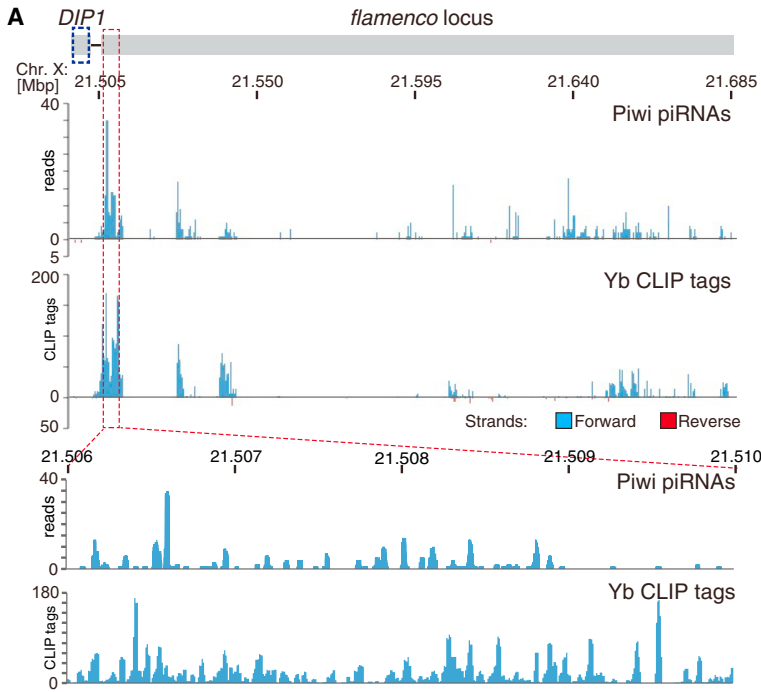 A
DIP1 flamenco locus
Chr. X:
[Mbp]
21.505 21.550 21.595 21.640 21.685
Piwi piRNAs
40
reads
0
5
Yb CLIP tags
200
CLIP tags
0
50
Strands: Forward Reverse
21.506 21.507 21.508 21.509 21.510
Piwi piRNAs
40
reads
0
Yb CLIP tags
180
CLIP tags
0